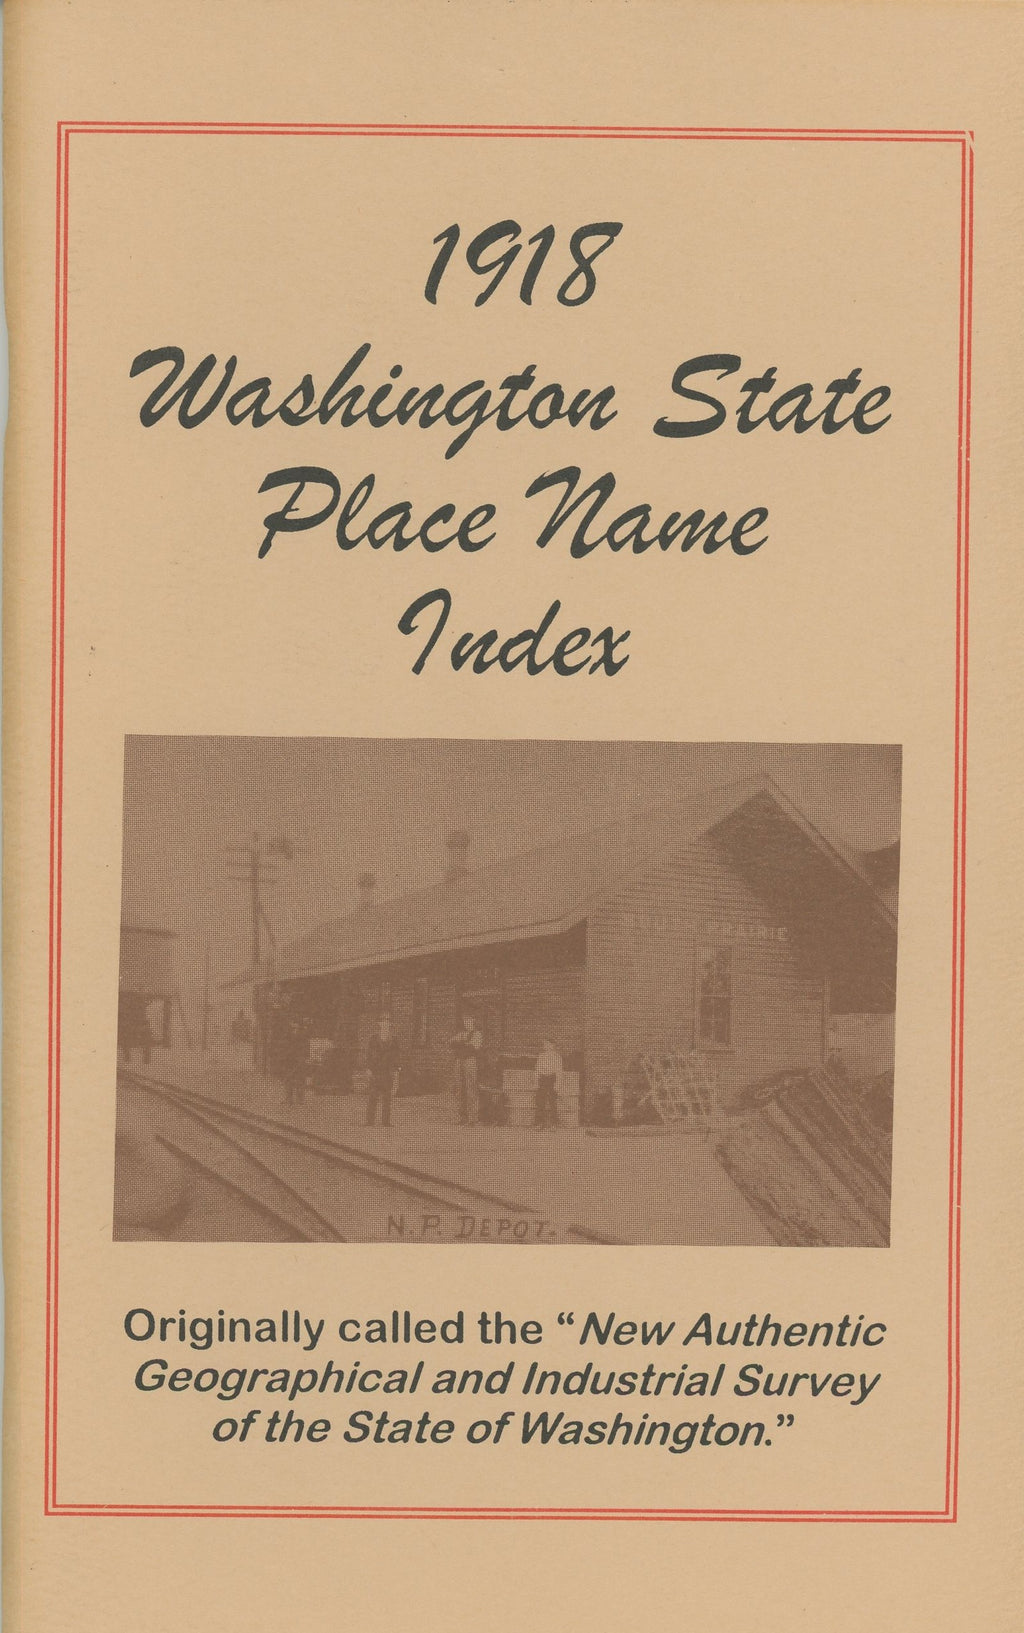 1918
Washington State
Place Name
Index
PRAIRIE
N. P. DEPOT.
Originally called the “New Authentic
Geographical and Industrial Survey
of the State of Washington.”